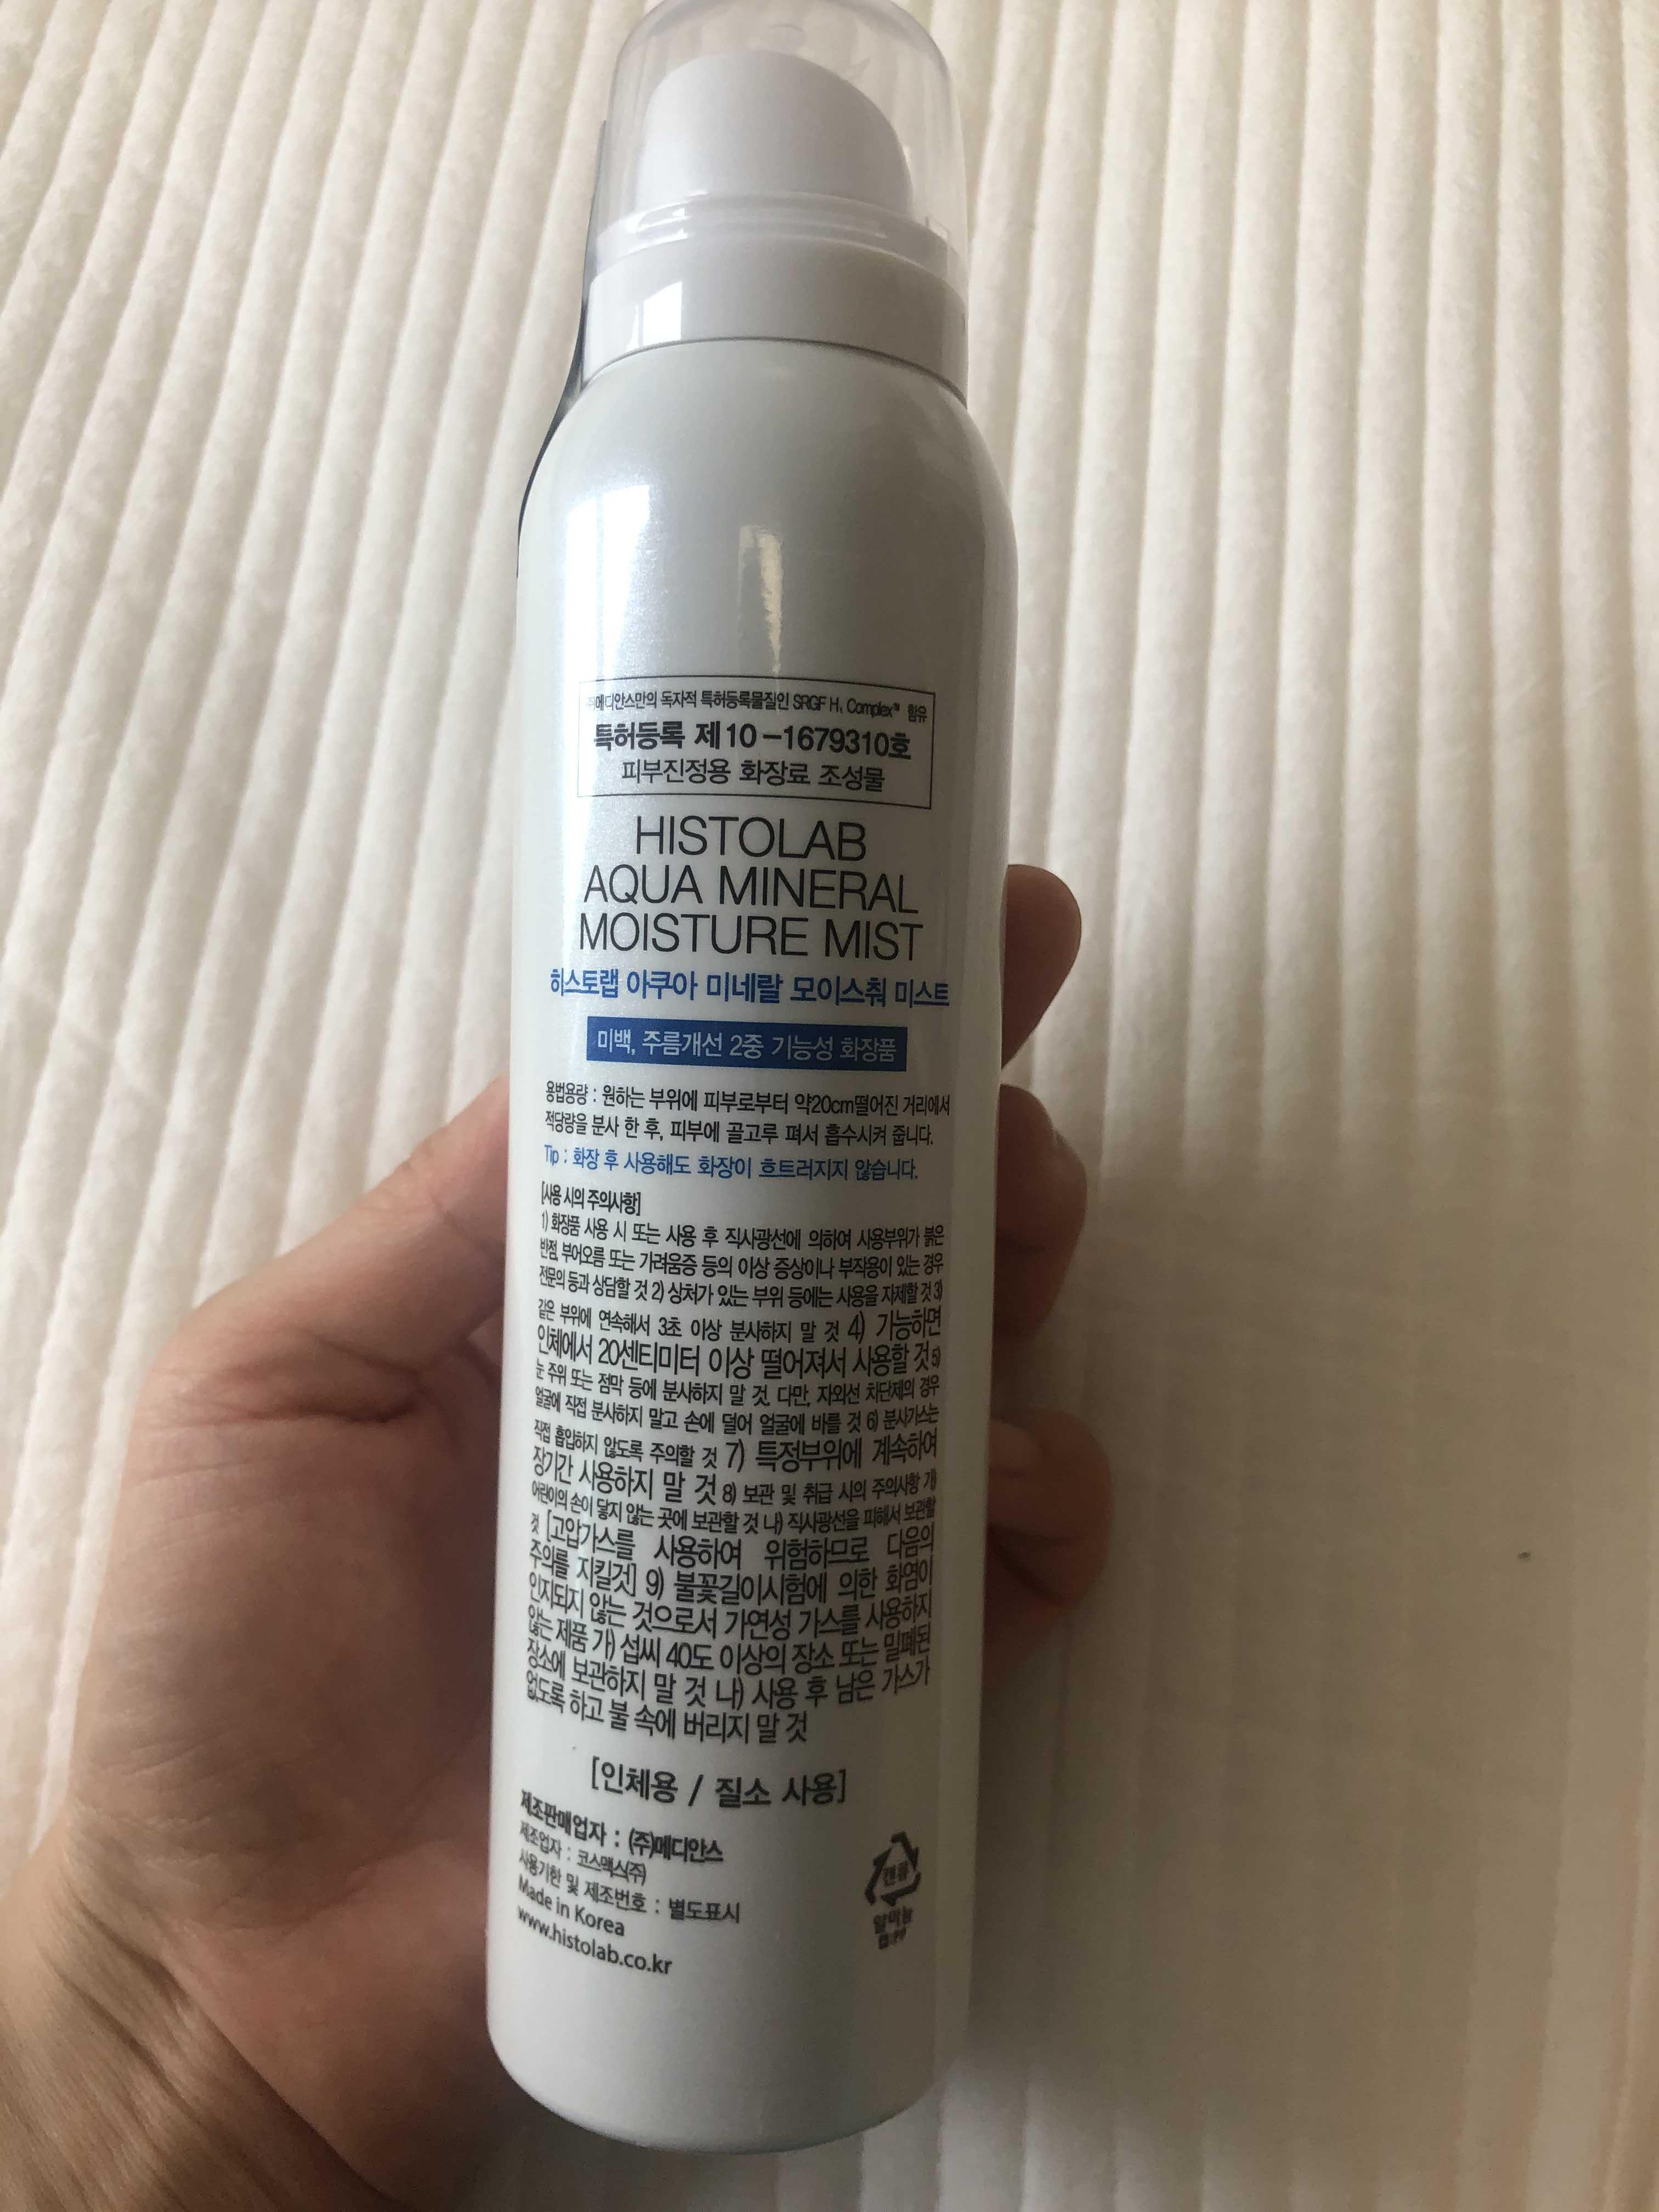 메디안스만의 독자적 특허등록물질인 SRGF H₁ Complex™ 함유
특허등록 제10-1679310호
피부진정용 화장료 조성물
HISTOLAB
AQUA MINERAL
MOISTURE MIST
히스토랩 아쿠아 미네랄 모이스춰 미스트
미백, 주름개선 2중 기능성 화장품
용법용량 : 원하는 부위에 피부로부터 약20cm떨어진 거리에서
적당량을 분사 한 후, 피부에 골고루 펴서 흡수시켜 줍니다.
Tip : 화장 후 사용해도 화장이 흐트러지지 않습니다.
[사용 시의 주의사항]
1) 화장품 사용 시 또는 사용 후 직사광선에 의하여 사용부위가 붉은
반점, 부어오름 또는 가려움증 등의 이상 증상이나 부작용이 있는 경우
전문의 등과 상담할 것 2) 상처가 있는 부위 등에는 사용을 자제할 것 3)
같은 부위에 연속해서 3초 이상 분사하지 말 것 4) 가능하면
인체에서 20센티미터 이상 떨어져서 사용할 것 5)
눈 주위 또는 점막 등에 분사하지 말 것. 다만, 자외선 차단제의 경우
얼굴에 직접 분사하지 말고 손에 덜어 얼굴에 바를 것 6) 분사가스는
직접 흡입하지 않도록 주의할 것 7) 특정부위에 계속하여
장기간 사용하지 말 것 8) 보관 및 취급 시의 주의사항 가)
어린이의 손이 닿지 않는 곳에 보관할 것 나) 직사광선을 피해서 보관할
것 [고압가스를 사용하여 위험하므로 다음의
주의를 지킬것] 9) 불꽃길이시험에 의한 화염이
인지되지 않는 것으로서 가연성 가스를 사용하지
않는 제품 가) 섭씨 40도 이상의 장소 또는 밀폐된
장소에 보관하지 말 것 나) 사용 후 남은 가스가
없도록 하고 불 속에 버리지 말 것
[인체용 / 질소 사용]
제조판매업자 : (주)메디안스
제조업자 : 코스맥스(주)
사용기한 및 제조번호 : 별도표시
Made in Korea
www.histolab.co.kr
캔류
알미늄
캡:PP